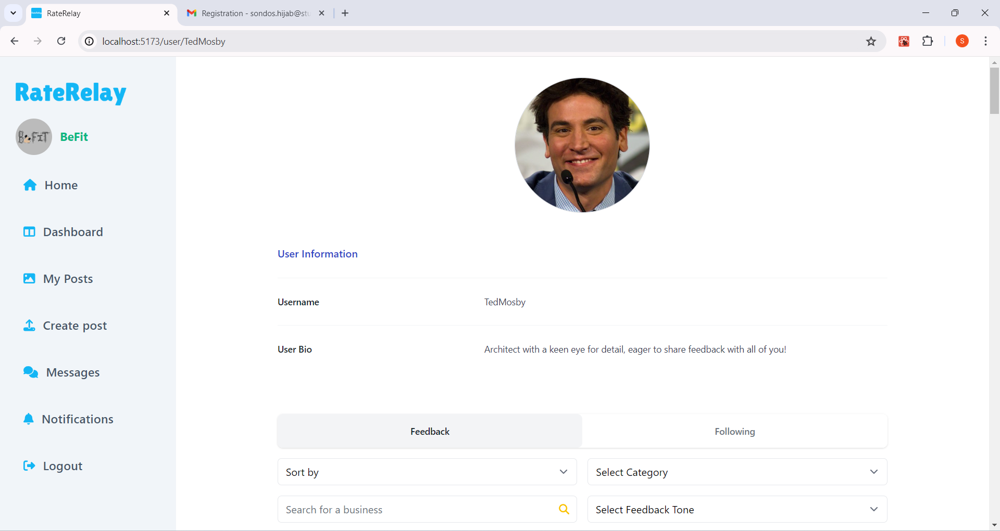 RateRelay
Registration - sondos.hijab@stu
localhost:5173/user/TedMosby
S
RateRelay
BeFiT
BeFit
Home
Dashboard
My Posts
Create post
Messages
Notifications
Logout
User Information
Username
TedMosby
User Bio
Architect with a keen eye for detail, eager to share feedback with all of you!
Feedback
Following
Sort by
Select Category
Search for a business
Select Feedback Tone